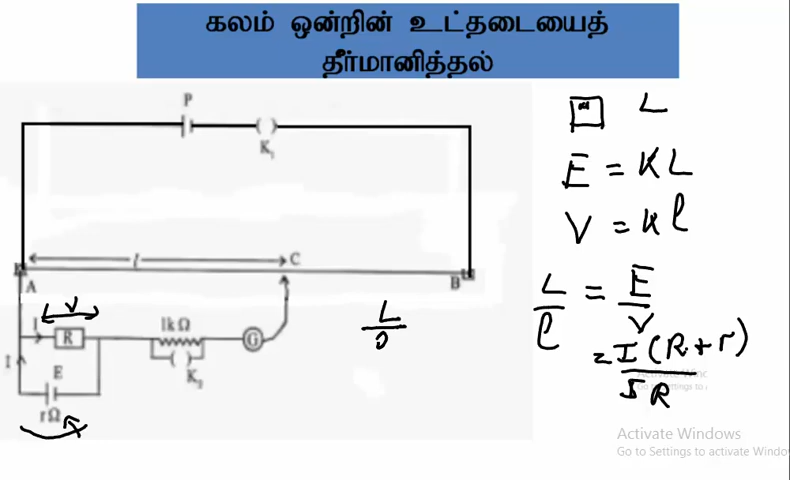 கலம் ஒன்றின் உட்தடையைத்
தீர்மானித்தல்
P
K₁
l
C
A
B
V
I
R
1kΩ
G
K₂
I
E
rΩ
L
E = KL
V = Kl
L/l = E/V
= I(R+r)
IR
Activate Windows
Go to Settings to activate Windo